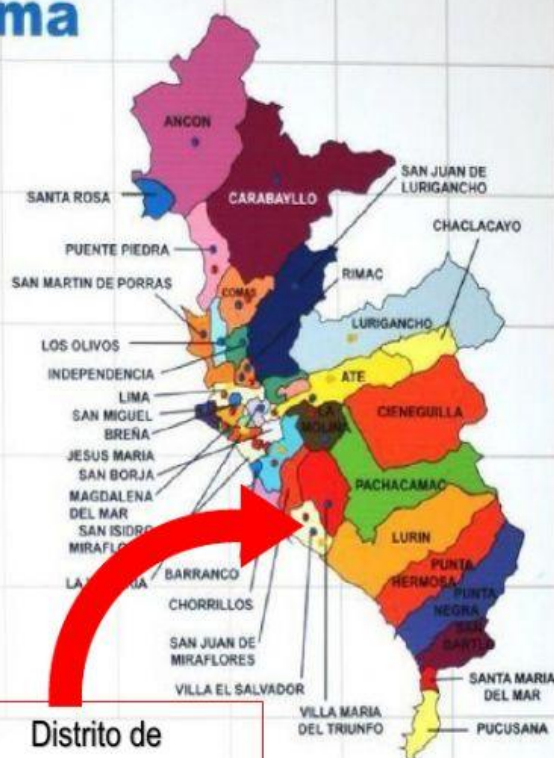 ma
ANCON
SAN JUAN DE
LURIGANCHO
SANTA ROSA
CARABAYLLO
CHACLACAYO
PUENTE PIEDRA
RIMAC
SAN MARTIN DE PORRAS
COMAS
LURIGANCHO
LOS OLIVOS
INDEPENDENCIA
ATE
LIMA
SAN MIGUEL
LA
MOLINA
CIENEGUILLA
BREÑA
JESUS MARIA
SAN BORJA
PACHACAMAC
MAGDALENA
DEL MAR
SAN ISIDRO
MIRAFLO
LURIN
PUNTA
HERMOSA
BARRANCO
PUNTA
NEGRA
CHORRILLOS
SAN
BARTLO
SAN JUAN DE
MIRAFLORES
VILLA EL SALVADOR
SANTA MARIA
DEL MAR
VILLA MARIA
DEL TRIUNFO
PUCUSANA
Distrito de